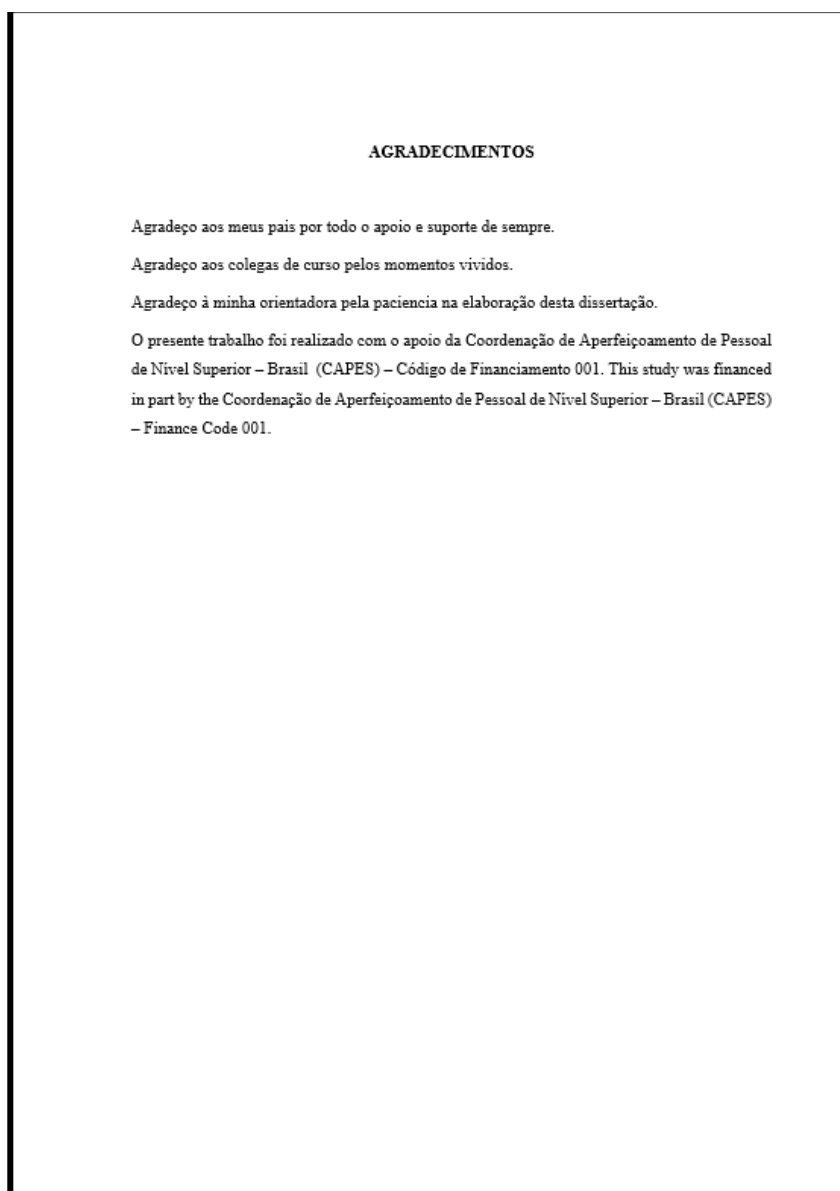 AGRADECIMENTOS
Agradeço aos meus pais por todo o apoio e suporte de sempre.
Agradeço aos colegas de curso pelos momentos vividos.
Agradeço à minha orientadora pela paciencia na elaboração desta dissertação.
O presente trabalho foi realizado com o apoio da Coordenação de Aperfeiçoamento de Pessoal
de Nível Superior – Brasil (CAPES) – Código de Financiamento 001. This study was financed
in part by the Coordenação de Aperfeiçoamento de Pessoal de Nível Superior – Brasil (CAPES)
– Finance Code 001.